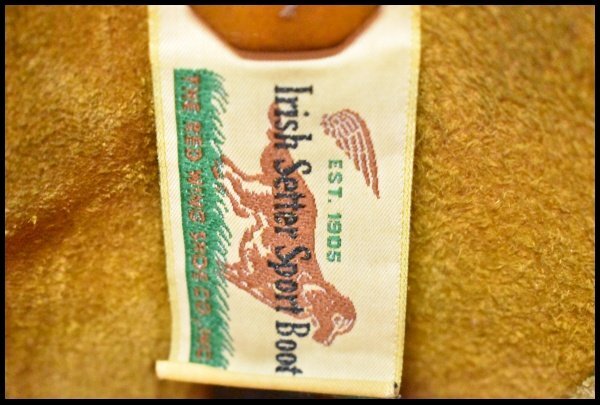 EST. 1905
Irish Setter Sport Boot
THE RED WING SHOE CO. INC.